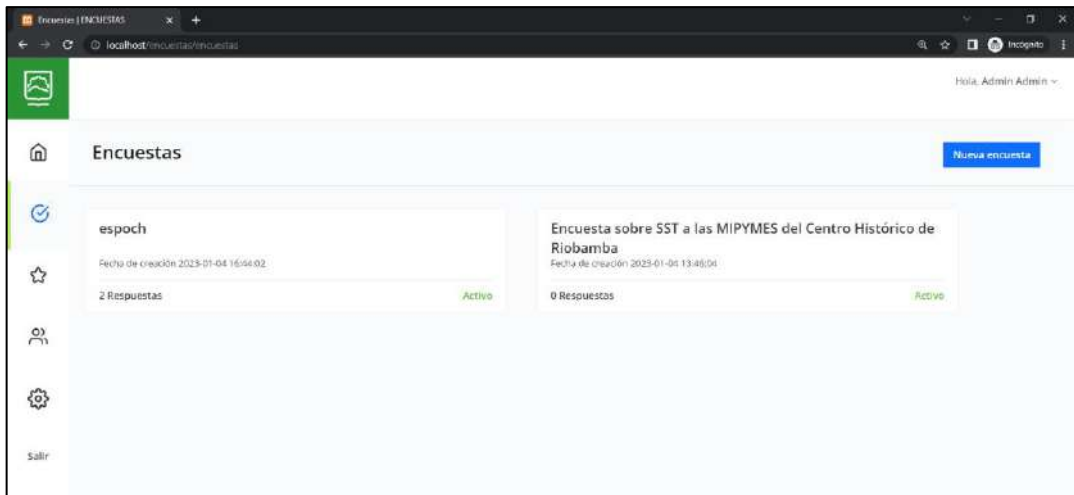 Encuestas | ENCUESTAS
localhost/encuestas/encuestas
Incógnito
Hola, Admin Admin
Encuestas
Nueva encuesta
espoch
Fecha de creación 2023-01-04 16:44:02
2 Respuestas
Activo
Encuesta sobre SST a las MIPYMES del Centro Histórico de
Riobamba
Fecha de creación 2023-01-04 13:46:04
0 Respuestas
Activo
Salir